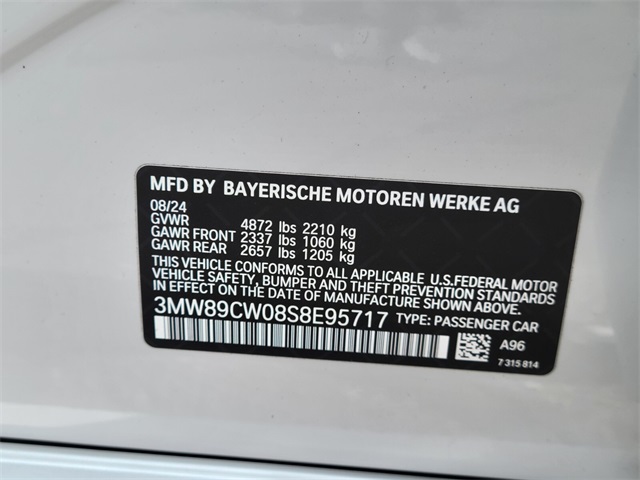 MFD BY BAYERISCHE MOTOREN WERKE AG
08/24
GVWR 4872 lbs 2210 kg
GAWR FRONT 2337 lbs 1060 kg
GAWR REAR 2657 lbs 1205 kg
THIS VEHICLE CONFORMS TO ALL APPLICABLE U.S.FEDERAL MOTOR
VEHICLE SAFETY, BUMPER AND THEFT PREVENTION STANDARDS
IN EFFECT ON THE DATE OF MANUFACTURE SHOWN ABOVE.
3MW89CW08S8E95717 TYPE: PASSENGER CAR
A96
7 315 814